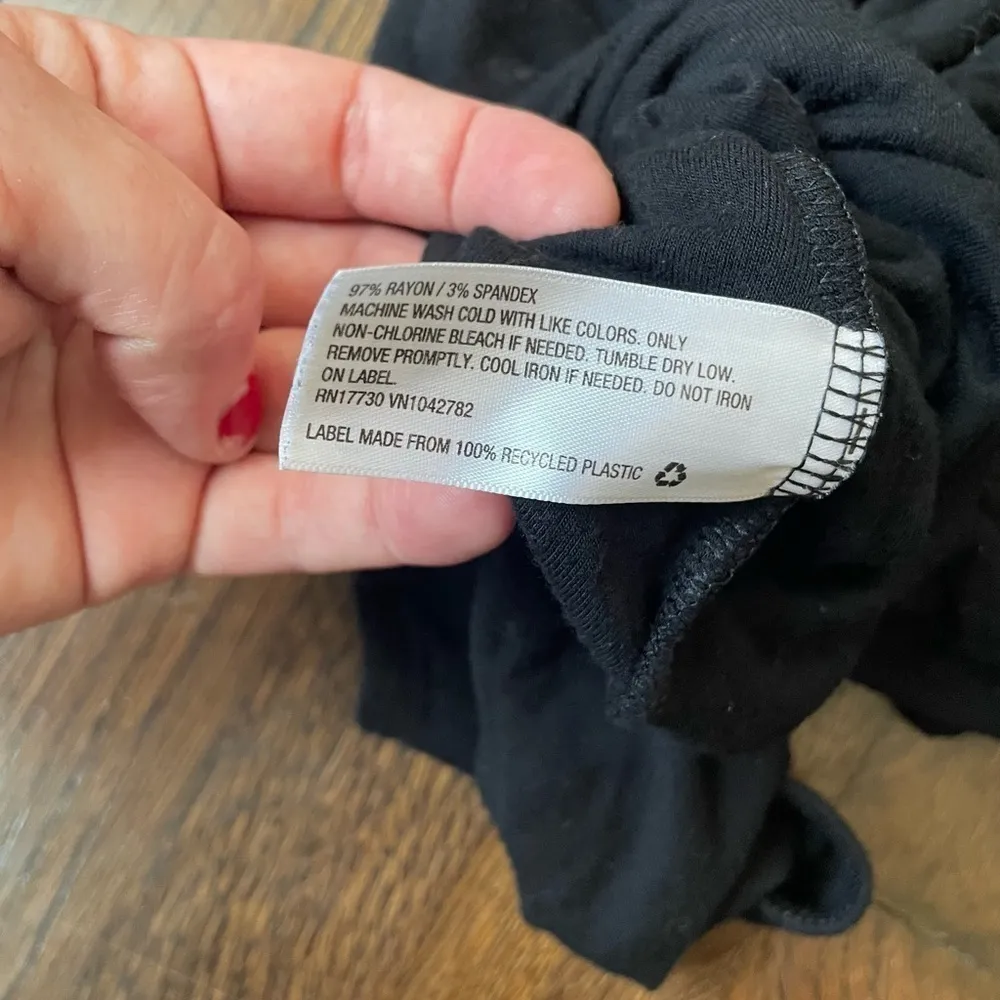 97% RAYON / 3% SPANDEX
MACHINE WASH COLD WITH LIKE COLORS. ONLY
NON-CHLORINE BLEACH IF NEEDED. TUMBLE DRY LOW.
REMOVE PROMPTLY. COOL IRON IF NEEDED. DO NOT IRON
ON LABEL.
RN17730 VN1042782
LABEL MADE FROM 100% RECYCLED PLASTIC